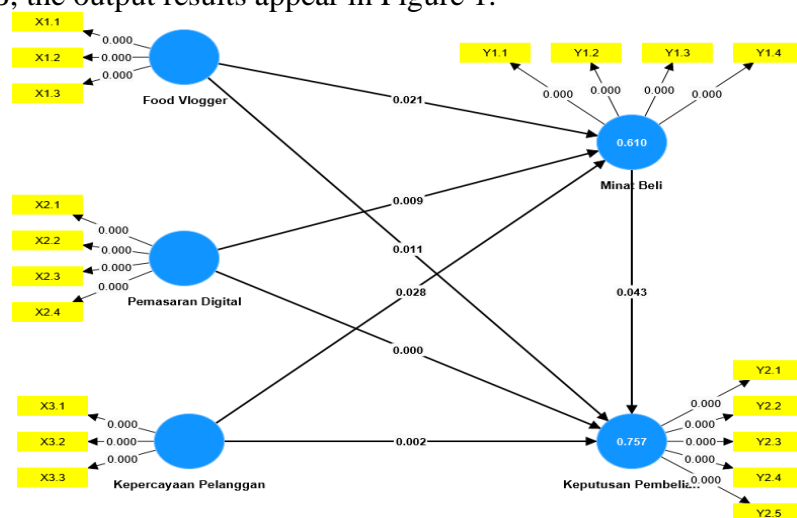 3, the output results appear in Figure 1.
X1.1
X1.2
X1.3
0.000
0.000
0.000
Food Vlogger
Y1.1
Y1.2
Y1.3
Y1.4
0.000
0.000
0.000
0.000
0.610
Minat Beli
0.021
0.009
0.011
0.028
0.043
0.000
0.002
X2.1
X2.2
X2.3
X2.4
0.000
0.000
0.000
0.000
Pemasaran Digital
X3.1
X3.2
X3.3
0.000
0.000
0.000
Kepercayaan Pelanggan
0.757
Keputusan
0.000
0.000
0.000
0.000
0.000
Y2.1
Y2.2
Y2.3
Y2.4
Y2.5